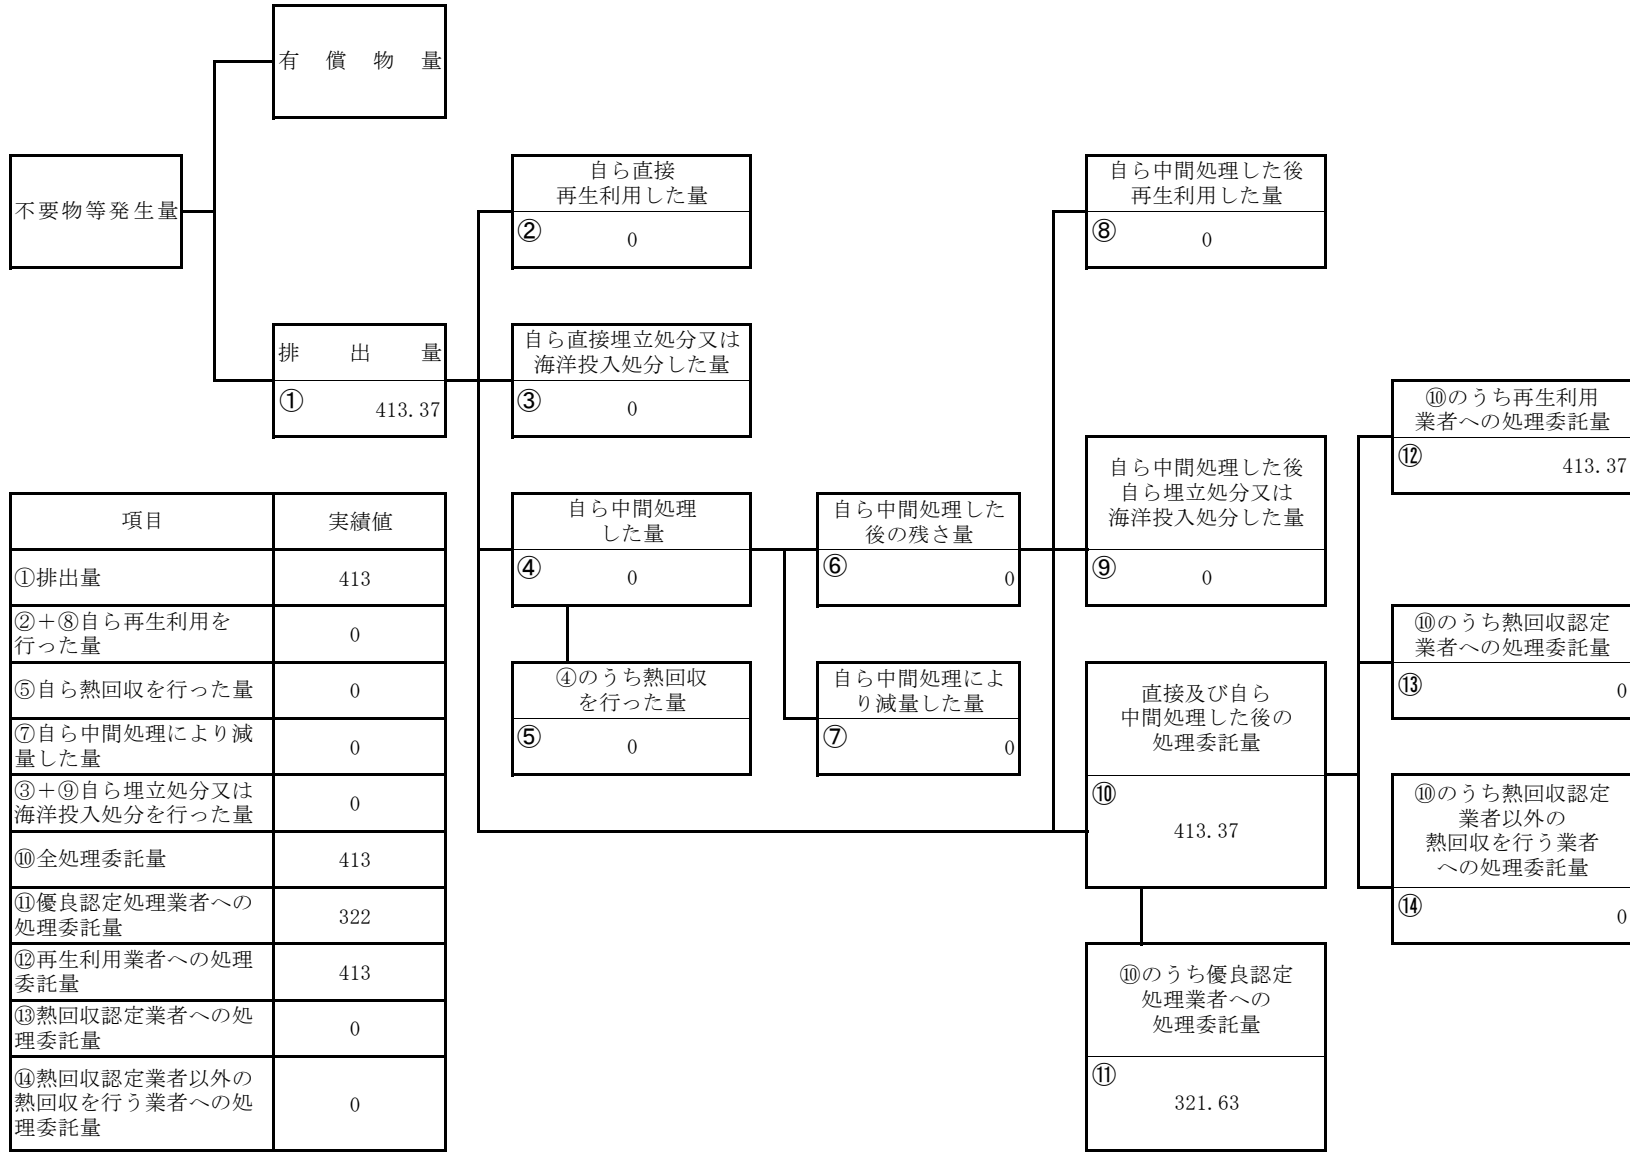 有償物量
不要物等発生量
排出量
①
413.37
自ら直接
再生利用した量
②
0
自ら直接埋立処分又は
海洋投入処分した量
③
0
自ら中間処理
した量
④
0
④のうち熱回収
を行った量
⑤
0
自ら中間処理した
後の残さ量
⑥
0
自ら中間処理によ
り減量した量
⑦
0
自ら中間処理した後
再生利用した量
⑧
0
自ら中間処理した後
自ら埋立処分又は
海洋投入処分した量
⑨
0
直接及び自ら
中間処理した後の
処理委託量
⑩
413.37
⑩のうち優良認定
処理業者への
処理委託量
⑪
321.63
⑩のうち再生利用
業者への処理委託量
⑫
413.37
⑩のうち熱回収認定
業者への処理委託量
⑬
0
⑩のうち熱回収認定
業者以外の
熱回収を行う業者
への処理委託量
⑭
0
項目 実績値
①排出量 413
②+⑧自ら再生利用を
行った量
0
⑤自ら熱回収を行った量 0
⑦自ら中間処理により減
量した量
0
③+⑨自ら埋立処分又は
海洋投入処分を行った量
0
⑩全処理委託量 413
⑪優良認定処理業者への
処理委託量
322
⑫再生利用業者への処理
委託量
413
⑬熱回収認定業者への処
理委託量
0
⑭熱回収認定業者以外の
熱回収を行う業者への処
理委託量
0